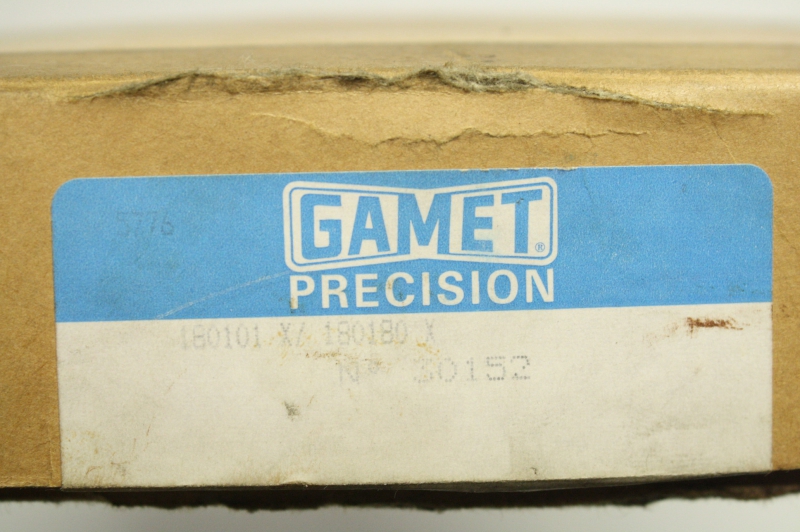 5776
GAMET®
PRECISION
180101 X/ 180180 X
N° 30152